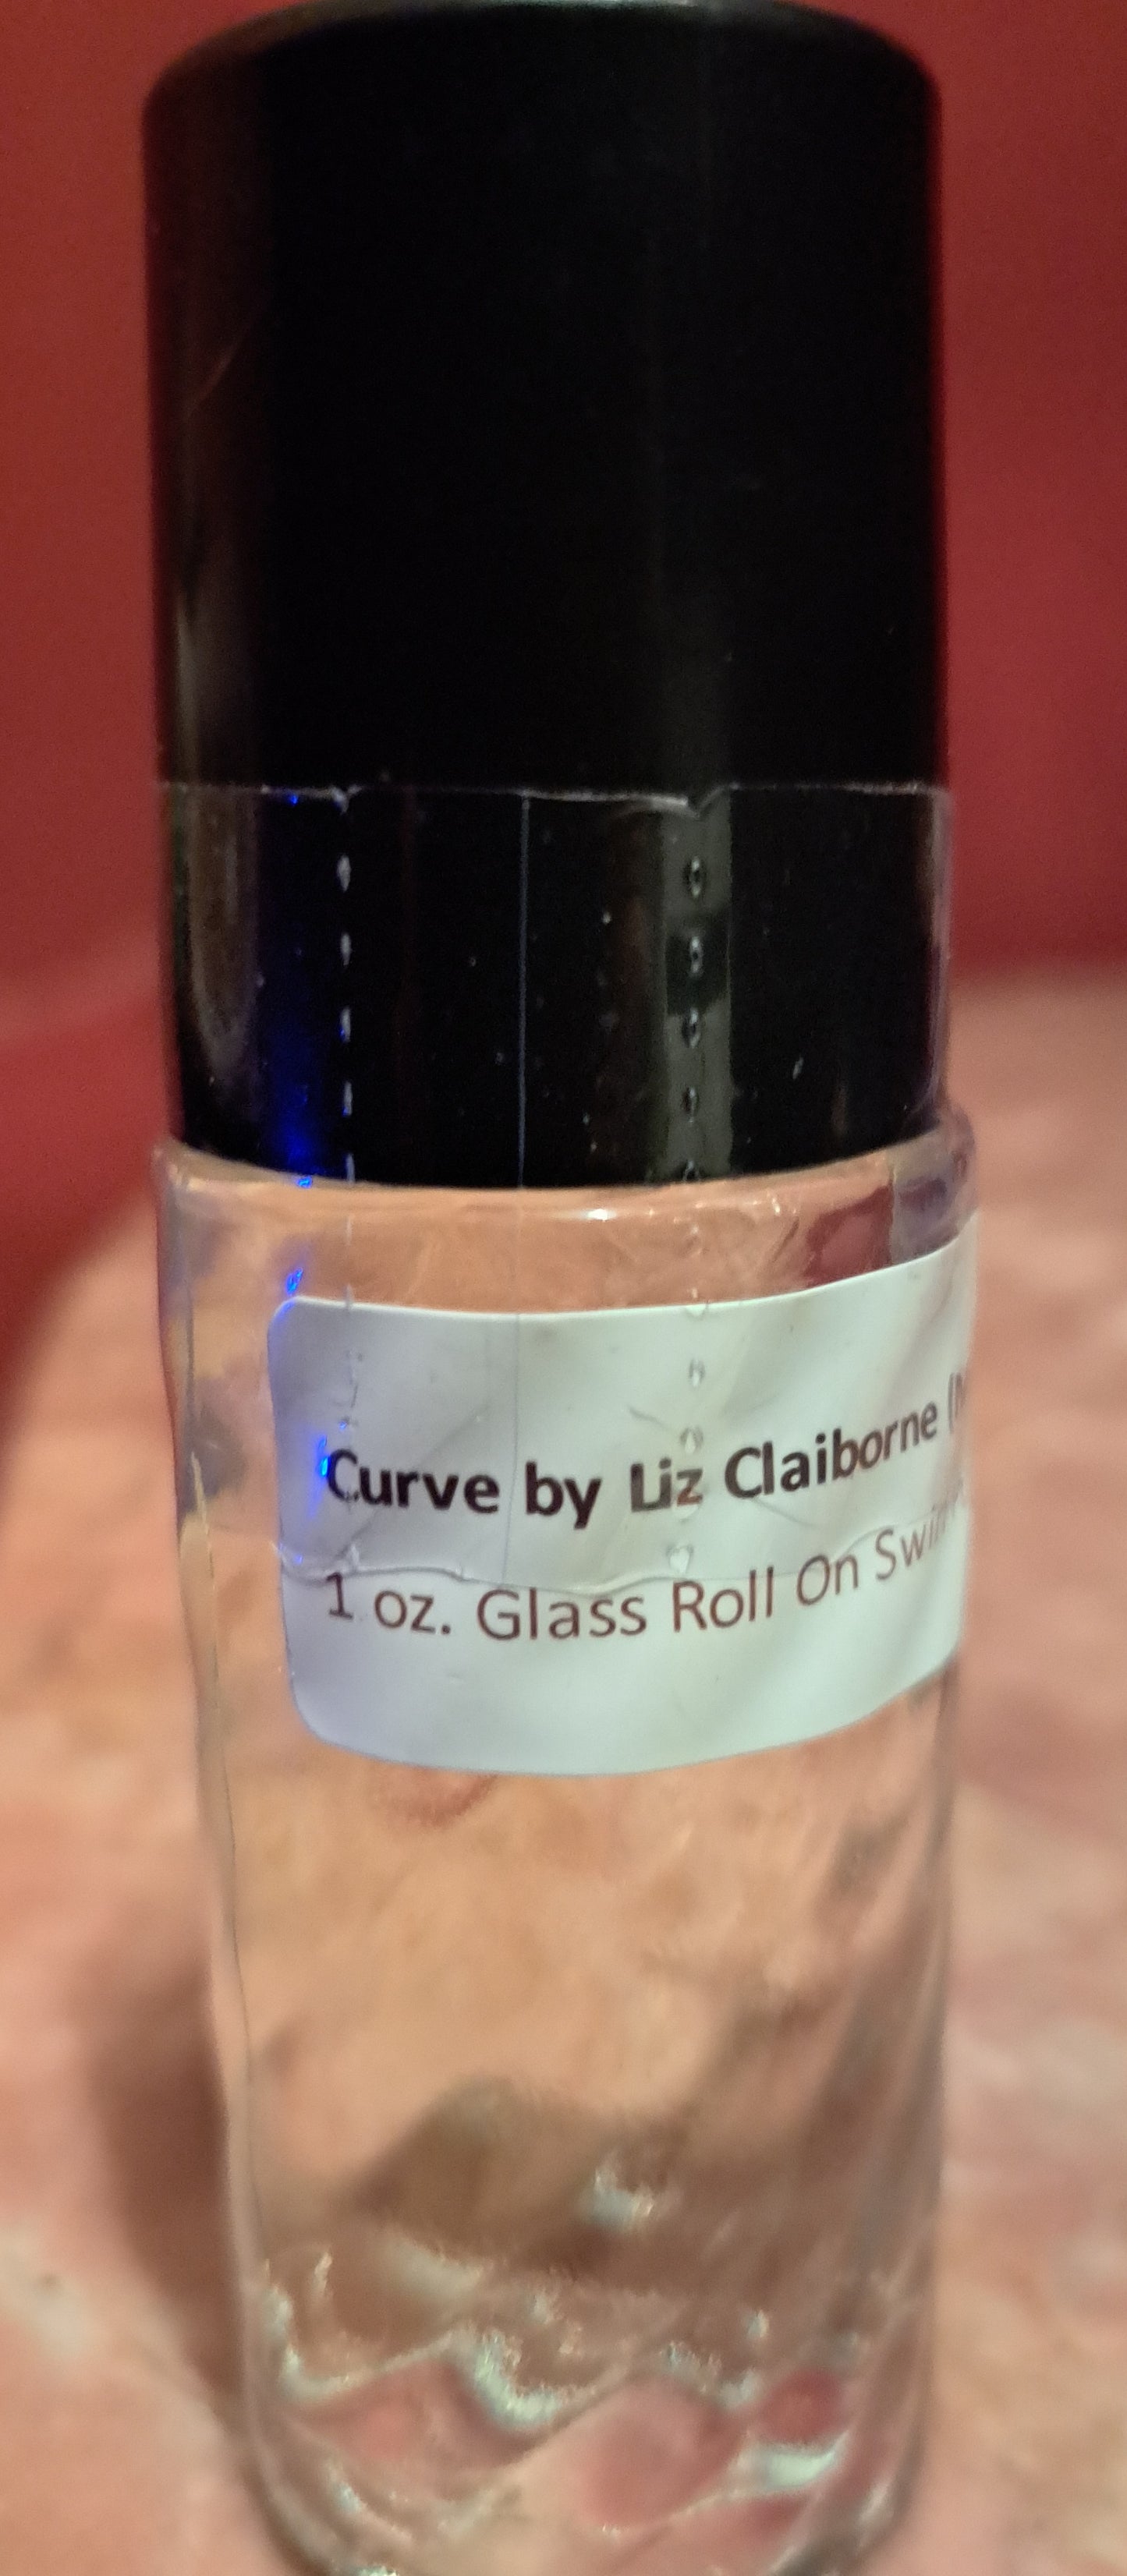 Curve by Liz Claiborne
1 oz. Glass Roll On